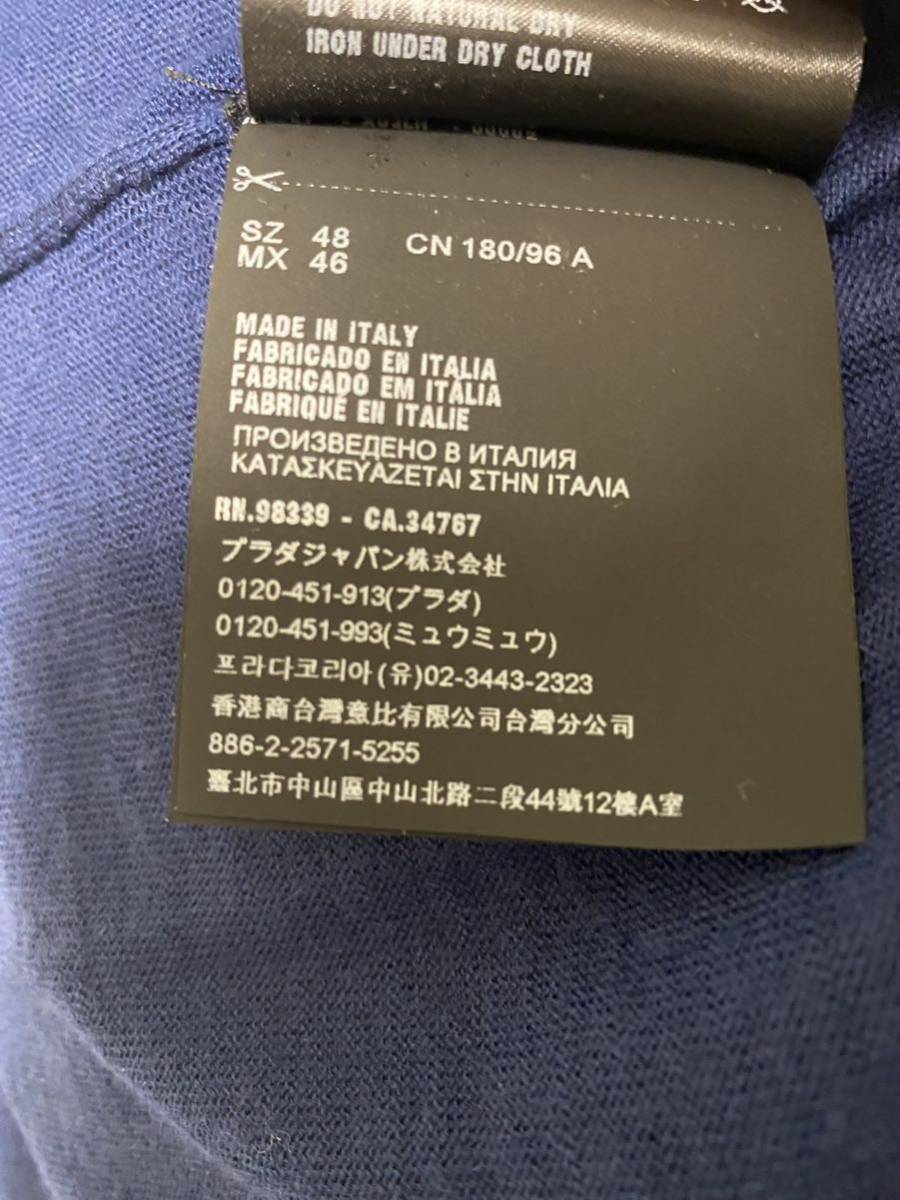 DO NOT NATURAL DRY
IRON UNDER DRY CLOTH
SZ 48 CN 180/96 A
MX 46
MADE IN ITALY
FABRICADO EN ITALIA
FABRICADO EM ITÁLIA
FABRIQUÉ EN ITALIE
ПРОИЗВЕДЕНО В ИТАЛИЯ
ΚΑΤΑΣΚΕΥΑΖΕΤΑΙ ΣΤΗΝ ΙΤΑΛΙΑ
RN.98339 - CA.34767
プラダジャパン株式会社
0120-451-913(プラダ)
0120-451-993(ミュウミュウ)
프라다코리아(유)02-3443-2323
香港商台灣意比有限公司台灣分公司
886-2-2571-5255
臺北市中山區中山北路二段44號12樓A室